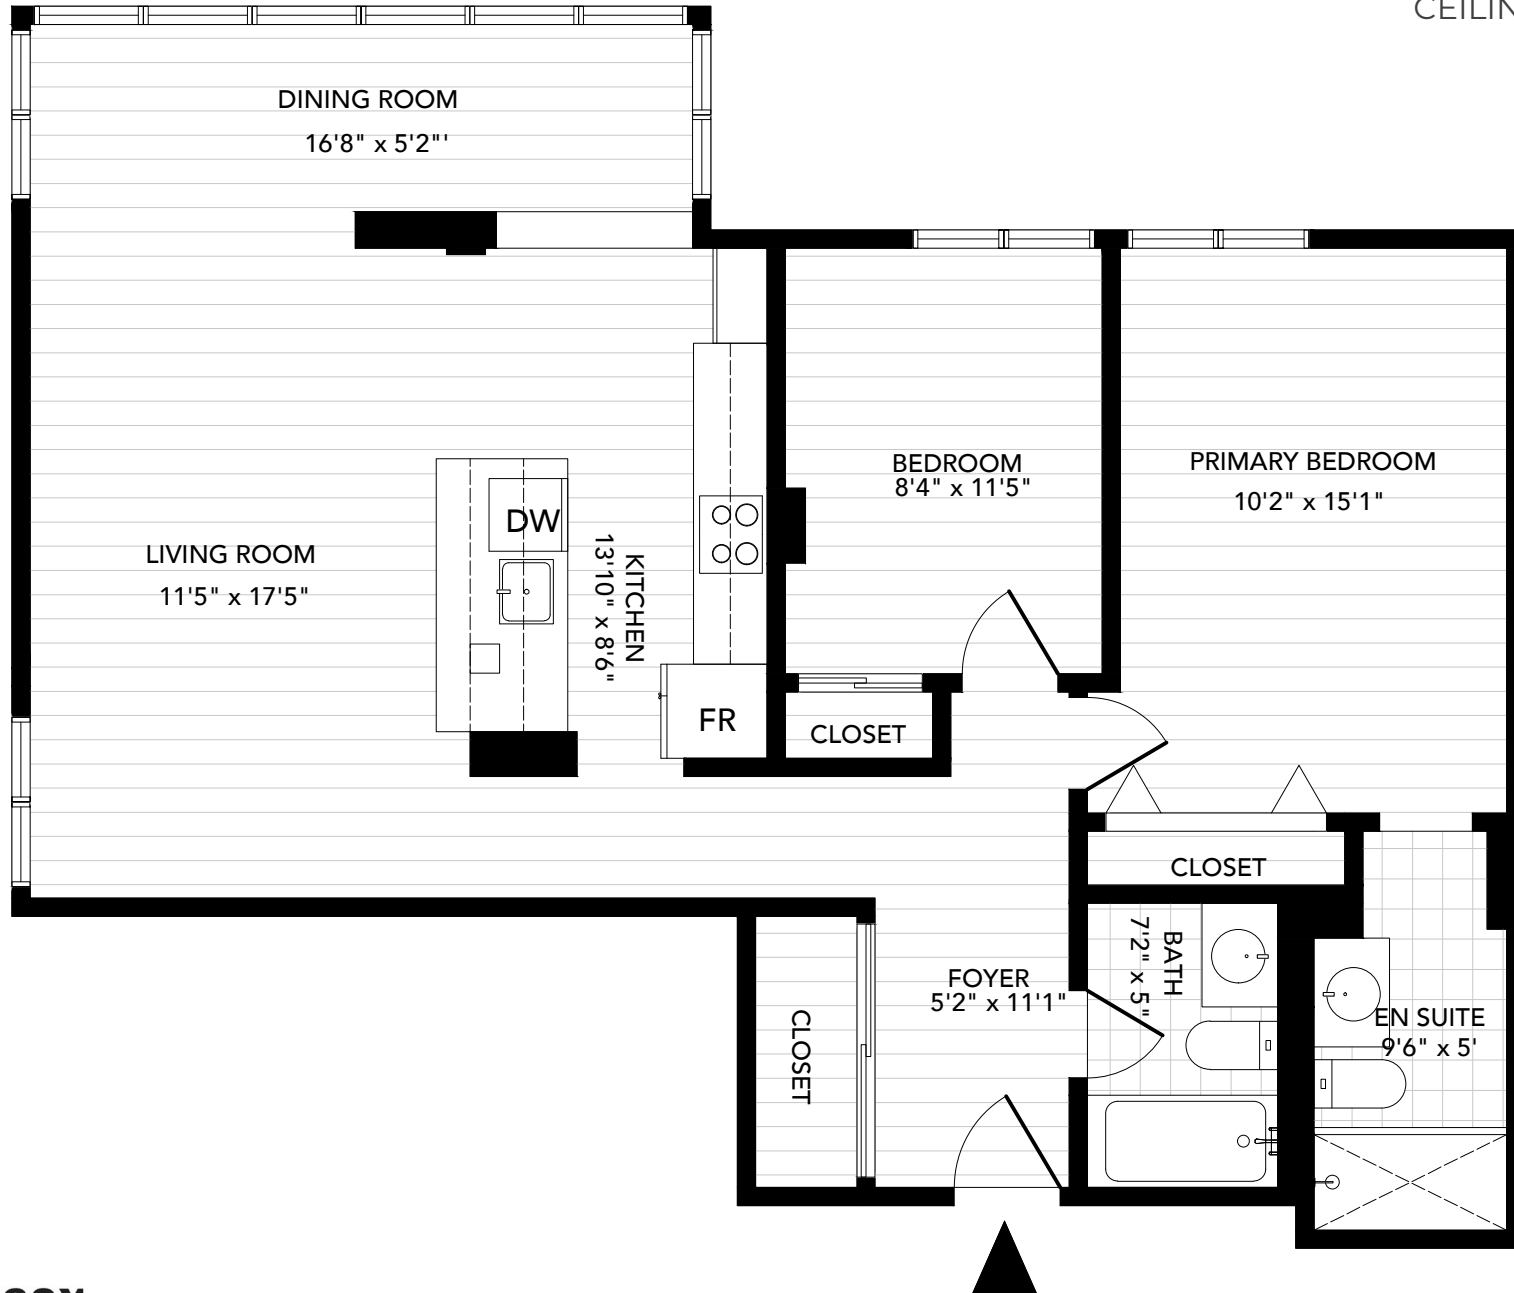 CEILIN
DINING ROOM
16'8" x 5'2"'
BEDROOM
8'4" x 11'5"
PRIMARY BEDROOM
10'2" x 15'1"
LIVING ROOM
11'5" x 17'5"
DW
KITCHEN
13'10" x 8'6"
FR
CLOSET
CLOSET
FOYER
5'2" x 11'1"
BATH
7'2" x 5"
CLOSET
EN SUITE
9'6" x 5'